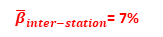 β̅inter-station= 7%